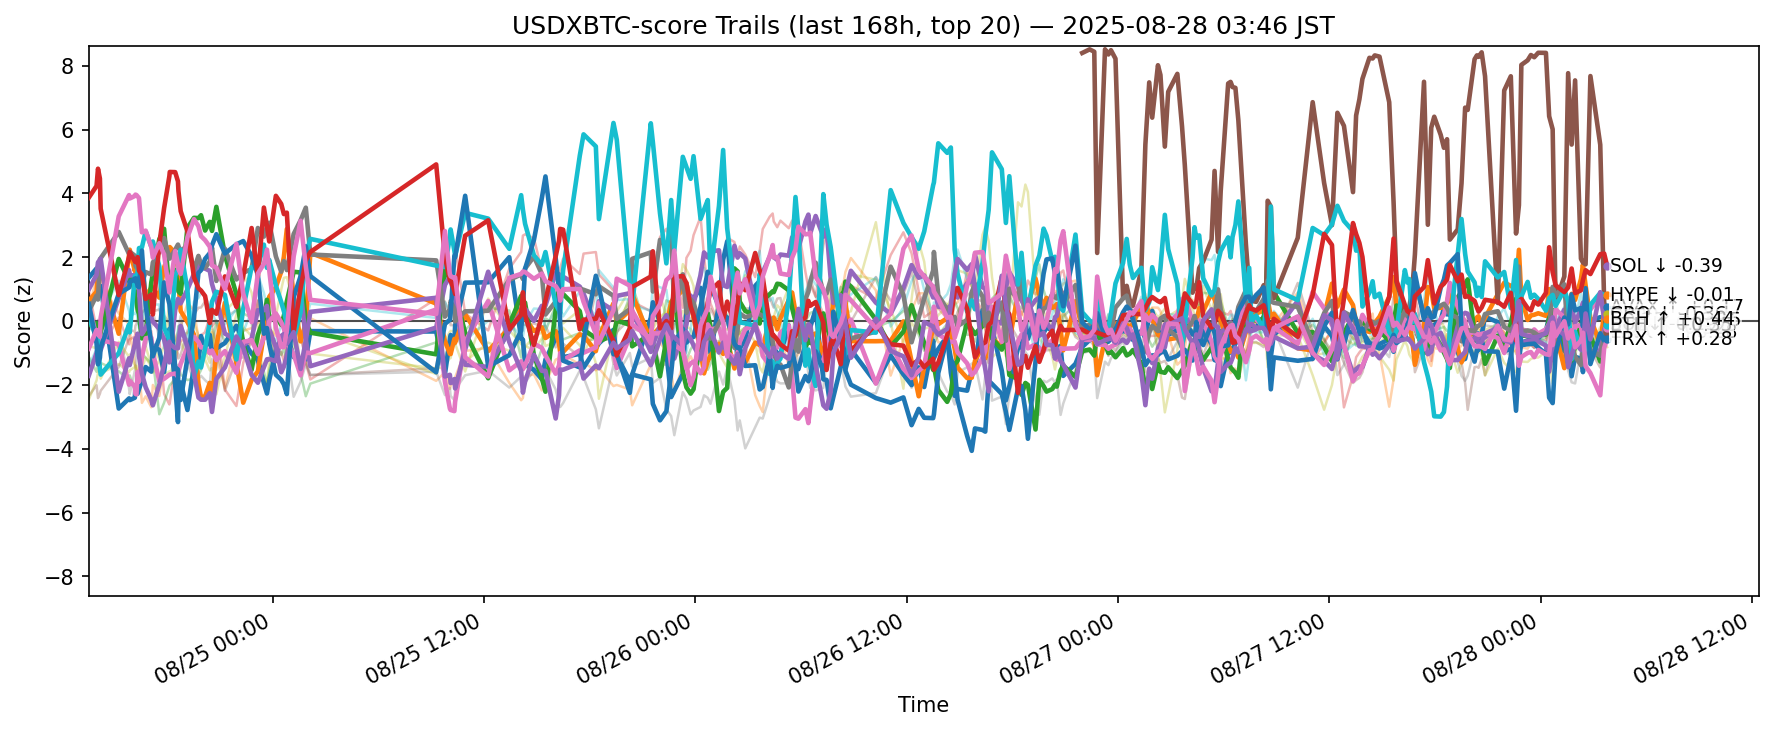 USDXBTC-score Trails (last 168h, top 20) — 2025-08-28 03:46 JST
Score (z)
8
6
4
2
0
−2
−4
−6
−8
SOL ↓ -0.39
HYPE ↓ -0.01
BCH ↑ +0.44
TRX ↑ +0.28
08/25 00:00
08/25 12:00
08/26 00:00
08/26 12:00
08/27 00:00
08/27 12:00
08/28 00:00
08/28 12:00
Time